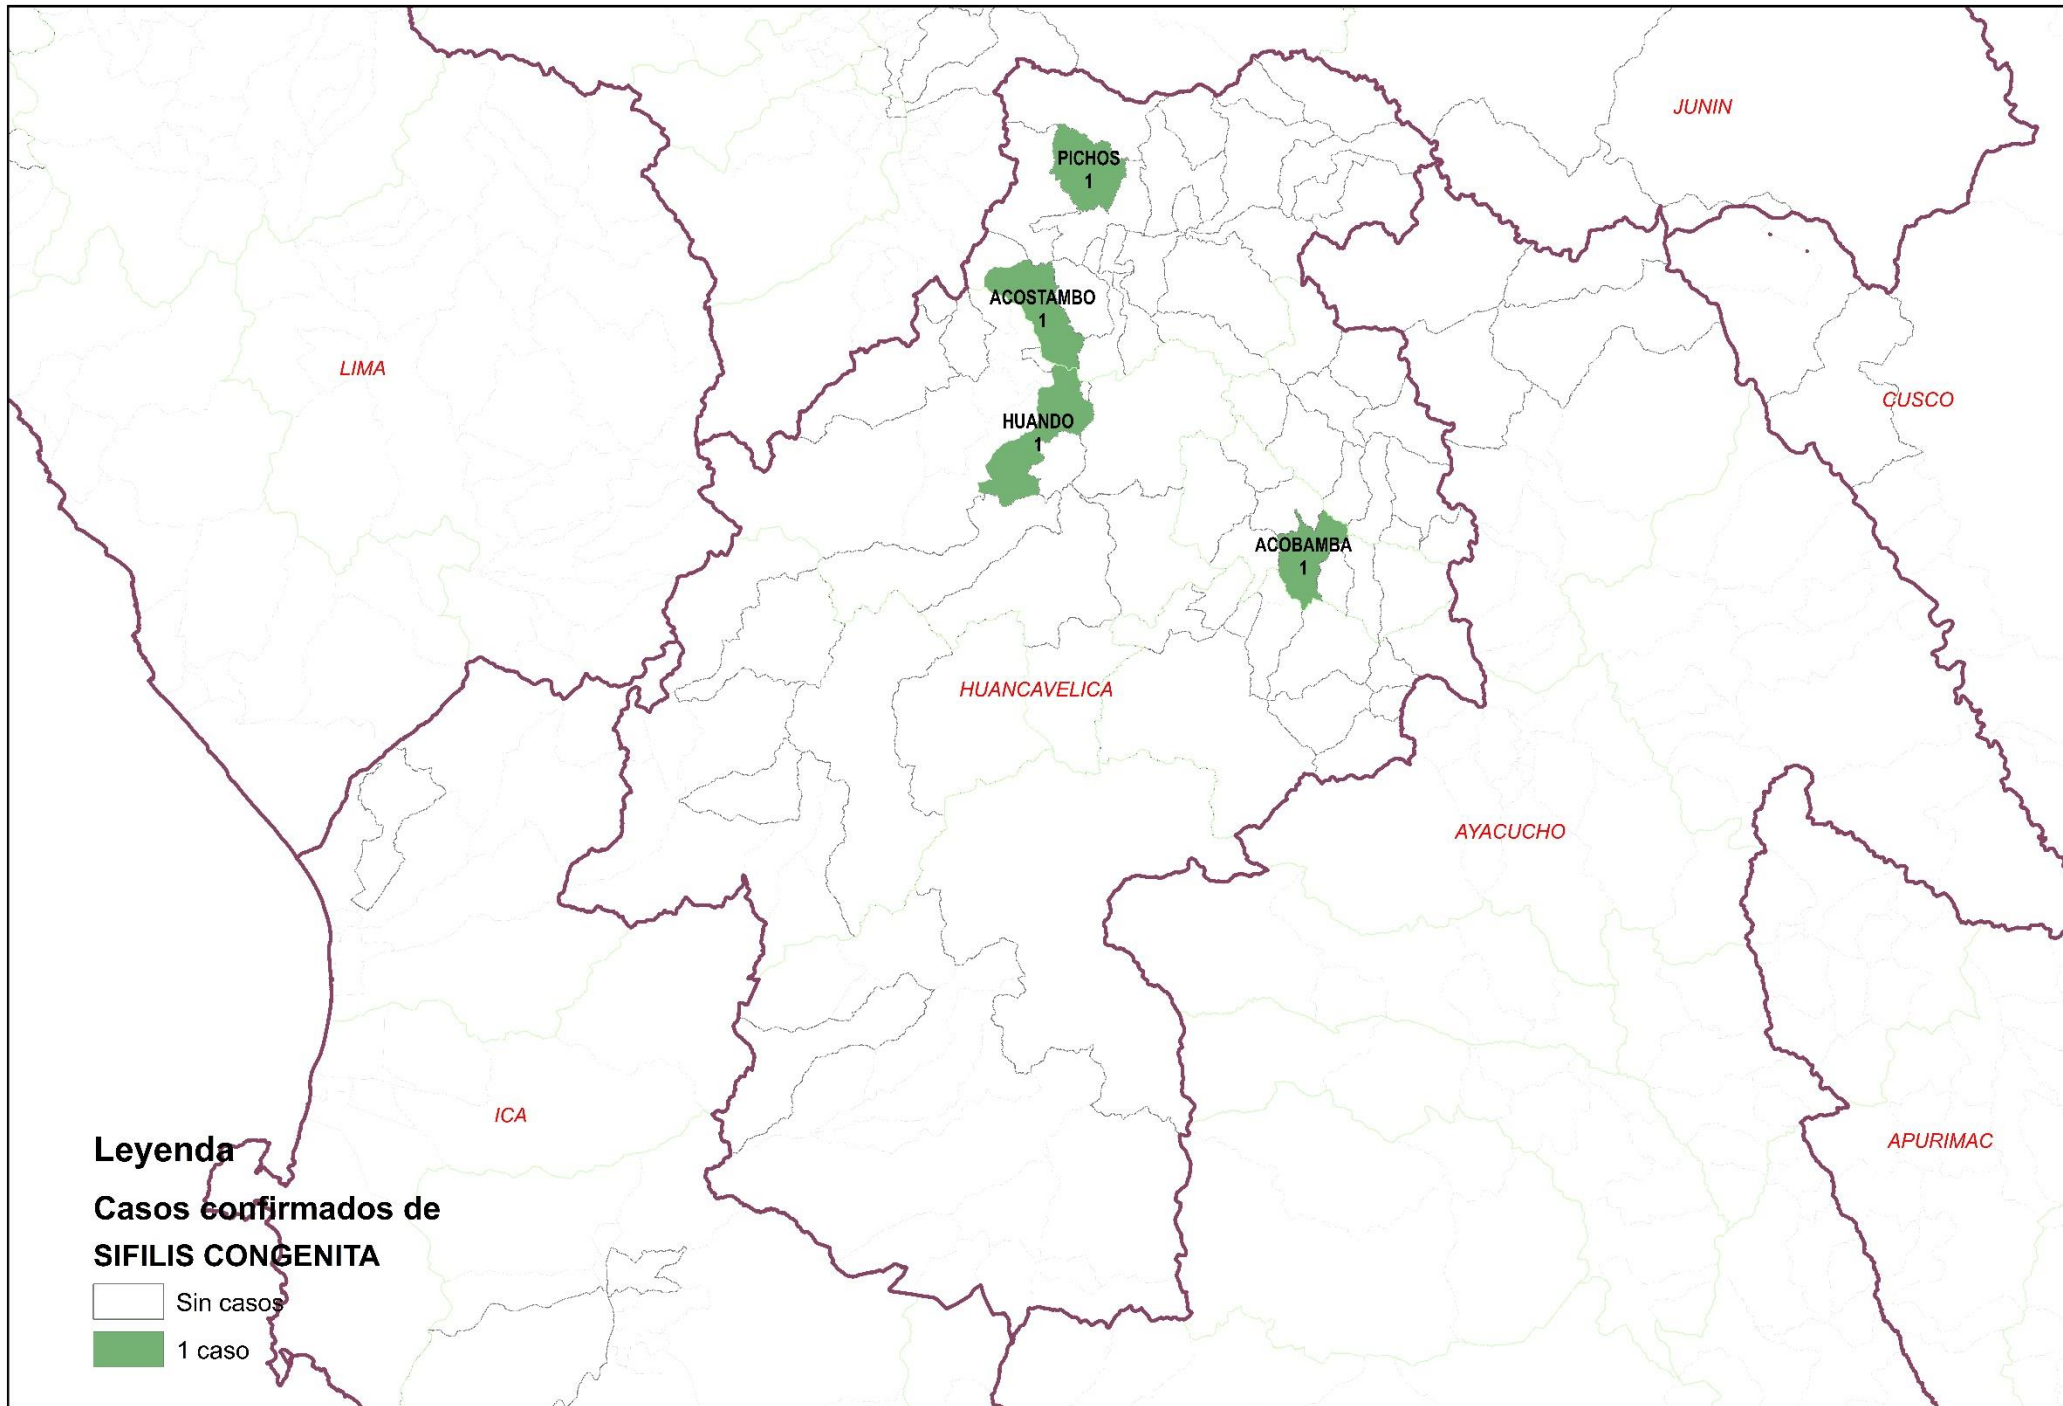 JUNIN
PICHOS
1
ACOSTAMBO
1
LIMA
CUSCO
HUANDO
1
ACOBAMBA
1
HUANCAVELICA
AYACUCHO
ICA
APURIMAC
Leyenda
Casos confirmados de
SIFILIS CONGENITA
Sin casos
1 caso